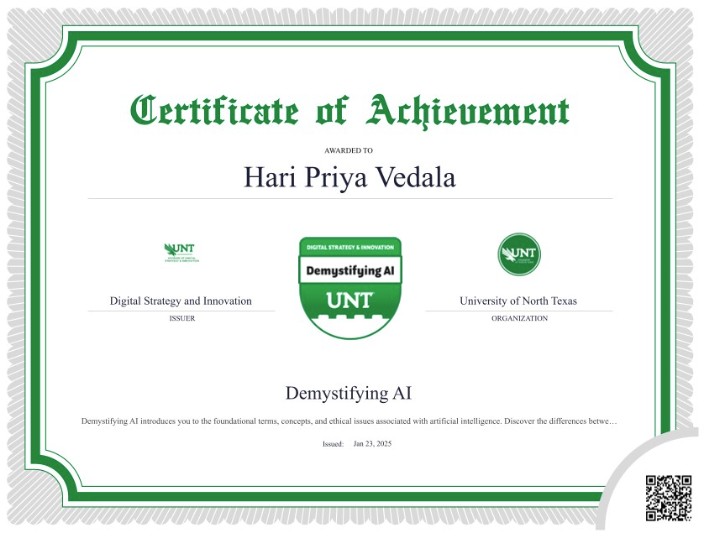 Certificate of Achievement
AWARDED TO
Hari Priya Vedala
UNT
DIGITAL STRATEGY & INNOVATION
Demystifying AI
UNT
UNT
Digital Strategy and Innovation
ISSUER
University of North Texas
ORGANIZATION
Demystifying AI
Demystifying AI introduces you to the foundational terms, concepts, and ethical issues associated with artificial intelligence. Discover the differences betwe...
Issued: Jan 23, 2025